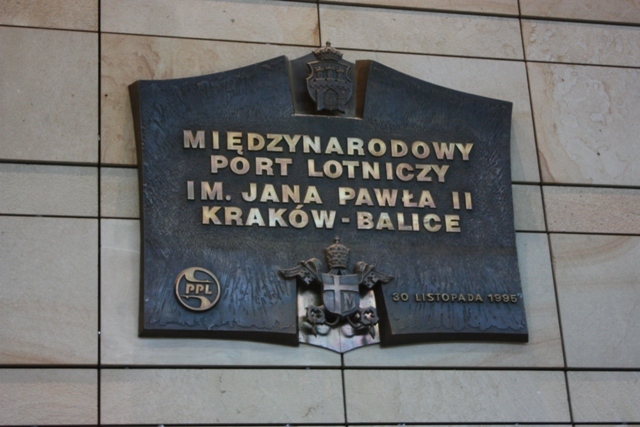 MIĘDZYNARODOWY
PORT LOTNICZY
IM. JANA PAWŁA II
KRAKÓW-BALICE
PPL
M
30 LISTOPADA 1995